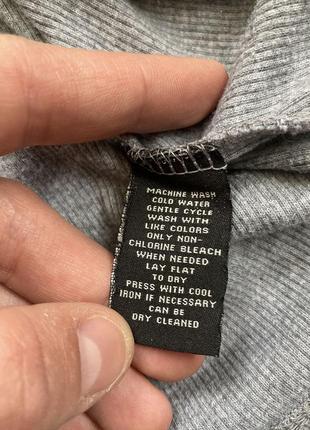 MACHINE WASH
COLD WATER
GENTLE CYCLE
WASH WITH
LIKE COLORS
ONLY NON-
CHLORINE BLEACH
WHEN NEEDED
LAY FLAT
TO DRY
PRESS WITH COOL
IRON IF NECESSARY
CAN BE
DRY CLEANED